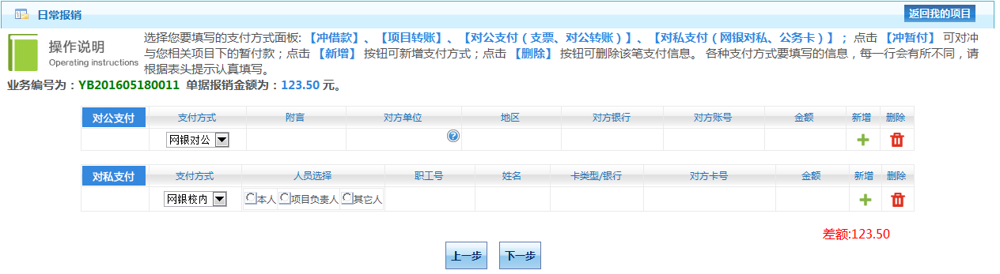 日常报销
返回我的项目
操作说明
Operating instructions
选择您要填写的支付方式面板:【冲借款】、【项目转账】、【对公支付（支票、对公转账）】、【对私支付（网银对私、公务卡）】； 点击 【冲暂付】 可对冲
与您相关项目下的暂付款；点击 【新增】 按钮可新增支付方式；点击 【删除】 按钮可删除该笔支付信息。 各种支付方式要填写的信息，每一行会有所不同，请
根据表头提示认真填写。
业务编号为：YB201605180011 单据报销金额为：123.50 元。
对公支付 支付方式 附言 对方单位 地区 对方银行 对方账号 金额 新增 删除
网银对公
对私支付 支付方式 人员选择 职工号 姓名 卡类型/银行 对方卡号 金额 新增 删除
网银校内 本人 项目负责人 其它人
差额:123.50
上一步 下一步